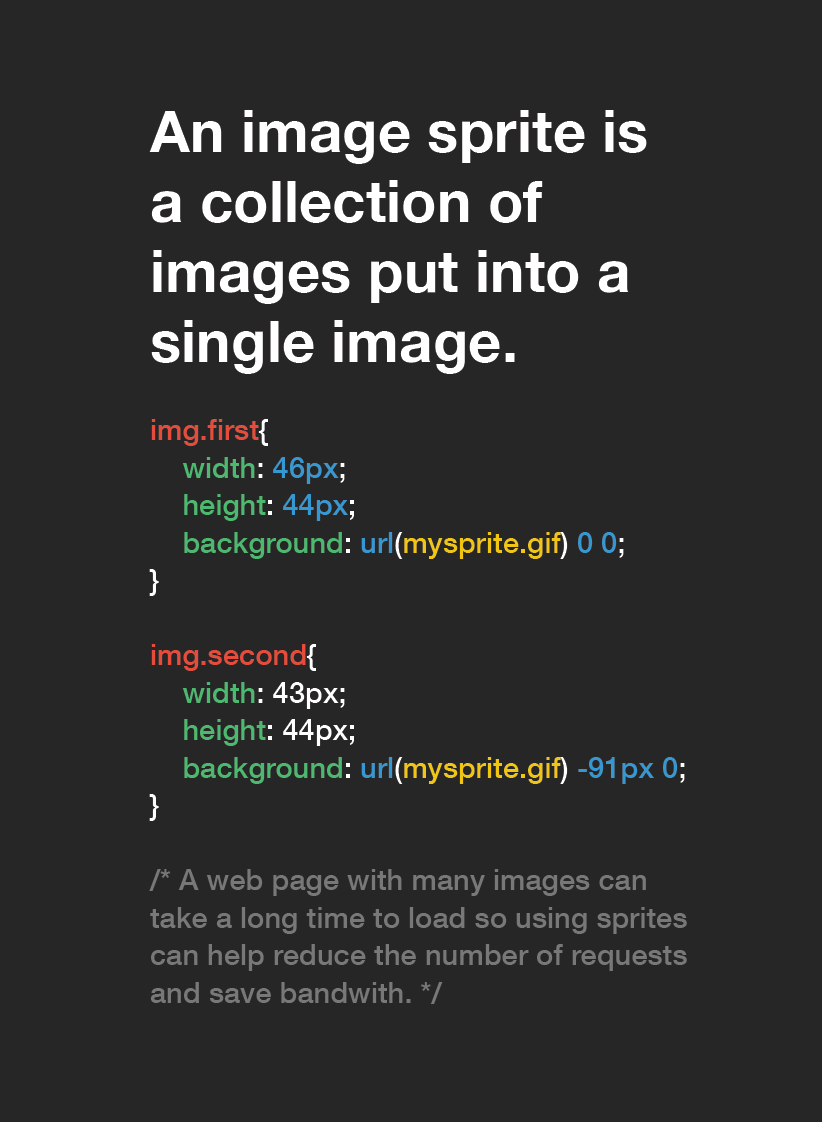 An image sprite is
a collection of
images put into a
single image.
img.first{
width: 46px;
height: 44px;
background: url(mysprite.gif) 0 0;
}
img.second{
width: 43px;
height: 44px;
background: url(mysprite.gif) -91px 0;
}
/* A web page with many images can
take a long time to load so using sprites
can help reduce the number of requests
and save bandwith. */